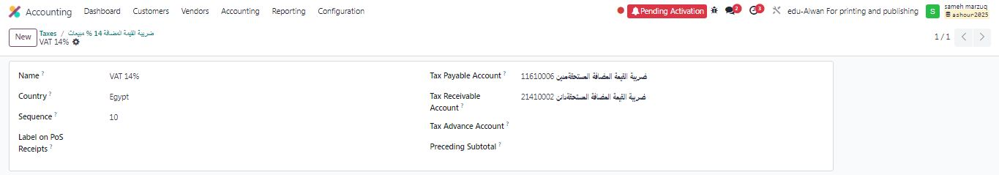 Accounting Dashboard Customers Vendors Accounting Reporting Configuration Pending Activation 2 3 edu-Alwan For printing and publishing S sameh marzuq
ashour2025
New Taxes / ضريبة القيمة المضافة 14 % مبيعات 1 / 1
VAT 14%
Name ? VAT 14% Tax Payable Account ? 11610006 ضريبة القيمة المضافة المستحقةمدين
Country ? Egypt Tax Receivable Account ? 21410002 ضريبة القيمة المضافة المستحقةدائن
Sequence ? 10
Tax Advance Account ?
Label on PoS
Receipts ?
Preceding Subtotal ?